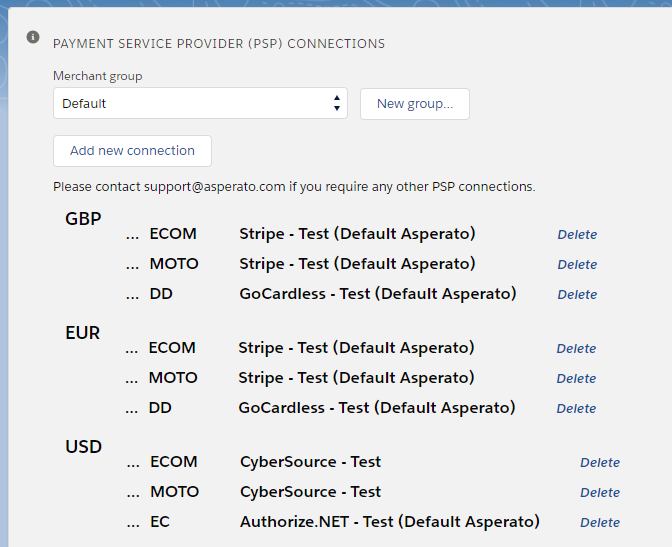 PAYMENT SERVICE PROVIDER (PSP) CONNECTIONS
Merchant group
Default
New group...
Add new connection
Please contact support@asperato.com if you require any other PSP connections.
GBP
... ECOM Stripe - Test (Default Asperato) Delete
... MOTO Stripe - Test (Default Asperato) Delete
... DD GoCardless - Test (Default Asperato) Delete
EUR
... ECOM Stripe - Test (Default Asperato) Delete
... MOTO Stripe - Test (Default Asperato) Delete
... DD GoCardless - Test (Default Asperato) Delete
USD
... ECOM CyberSource - Test Delete
... MOTO CyberSource - Test Delete
... EC Authorize.NET - Test (Default Asperato) Delete